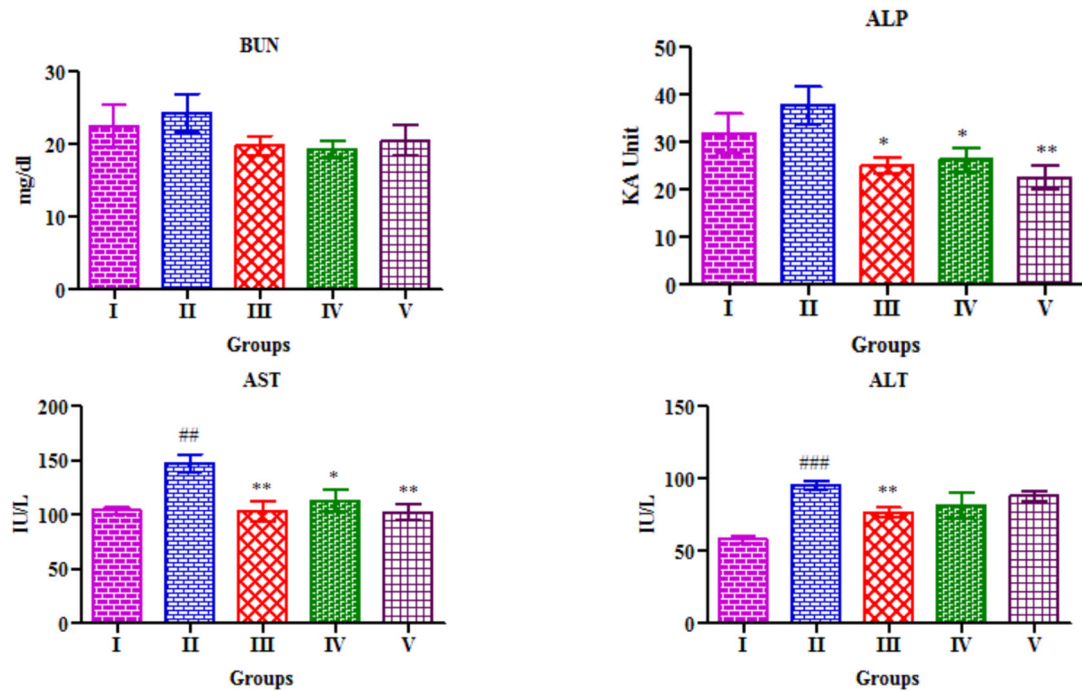 BUN
30
20
10
0
mg/dl
I II III IV V
Groups
ALP
50
40
30
20
10
0
KA Unit
* * **
I II III IV V
Groups
AST
200
150
100
50
0
IU/L
## ** * **
I II III IV V
Groups
ALT
150
100
50
0
IU/L
### **
I II III IV V
Groups